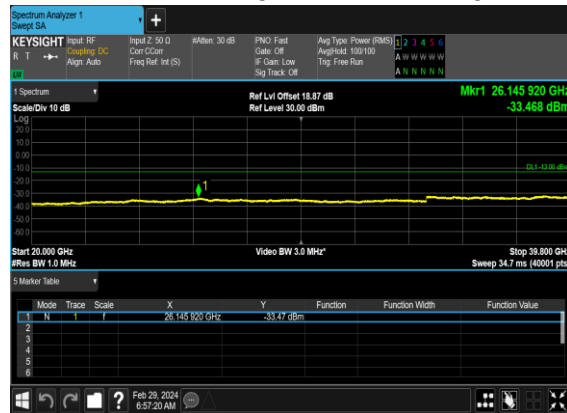 Spectrum Analyzer 1
Swept SA
+
KEYSIGHT Input: RF Input Z: 50 Ω #Atten: 30 dB PNO: Fast Avg Type: Power (RMS) 1 2 3 4 5 6
R T Coupling: DC Corr CCorr Gate: Off Avg|Hold: 100/100 A W W W W W
Align: Auto Freq Ref: Int (S) IF Gain: Low Trig: Free Run
Sig Track: Off A N N N N N
LXI
1 Spectrum Ref Lvl Offset 18.87 dB Mkr1 26.145 920 GHz
Scale/Div 10 dB Ref Level 30.00 dBm -33.468 dBm
Log
20.0
10.0
0.00
-10.0 DL1 -13.00 dBm
-20.0
1
-30.0
-40.0
-50.0
-60.0
Start 20.000 GHz Video BW 3.0 MHz* Stop 39.800 GHz
#Res BW 1.0 MHz Sweep 34.7 ms (40001 pts)
5 Marker Table
Mode Trace Scale X Y Function Function Width Function Value
1 N 1 f 26.145 920 GHz -33.47 dBm
2
3
4
5
6
? Feb 29, 2024
6:57:20 AM